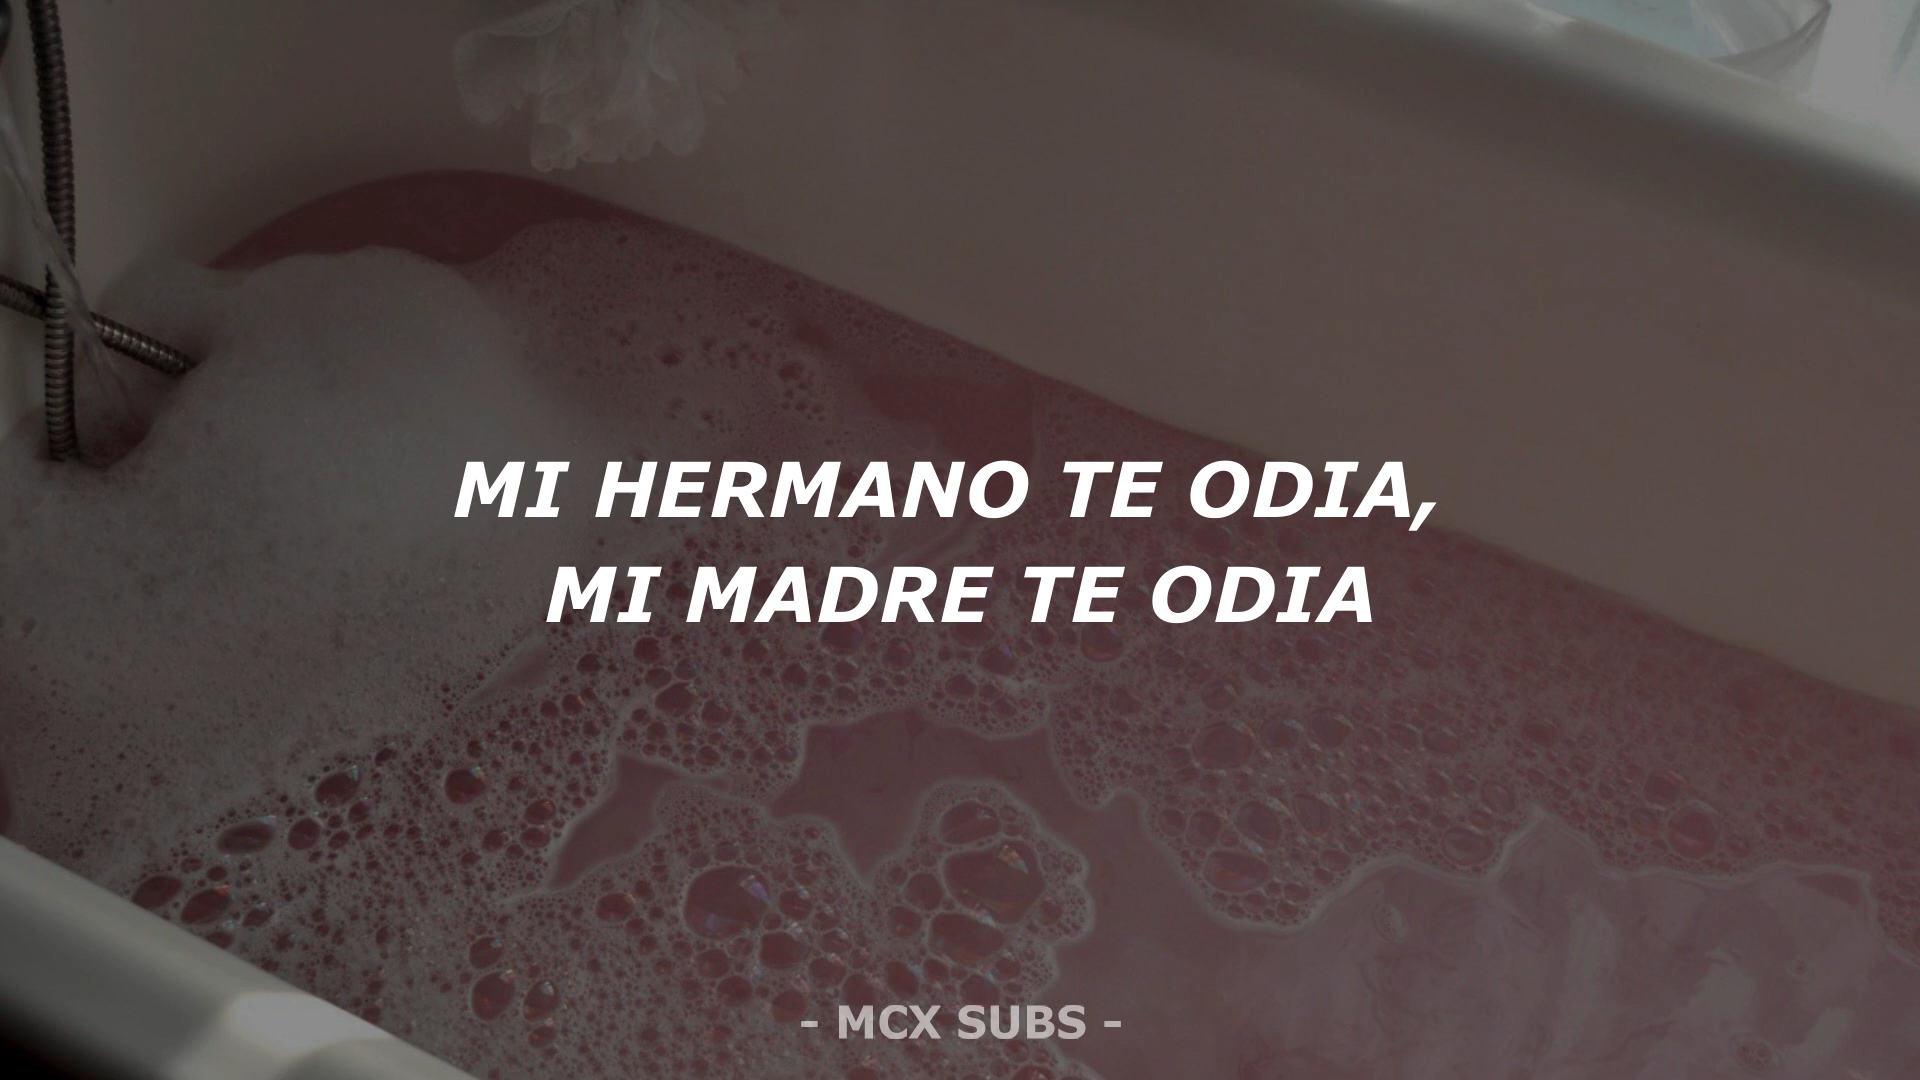 MI HERMANO TE ODIA,
MI MADRE TE ODIA
- MCX SUBS -